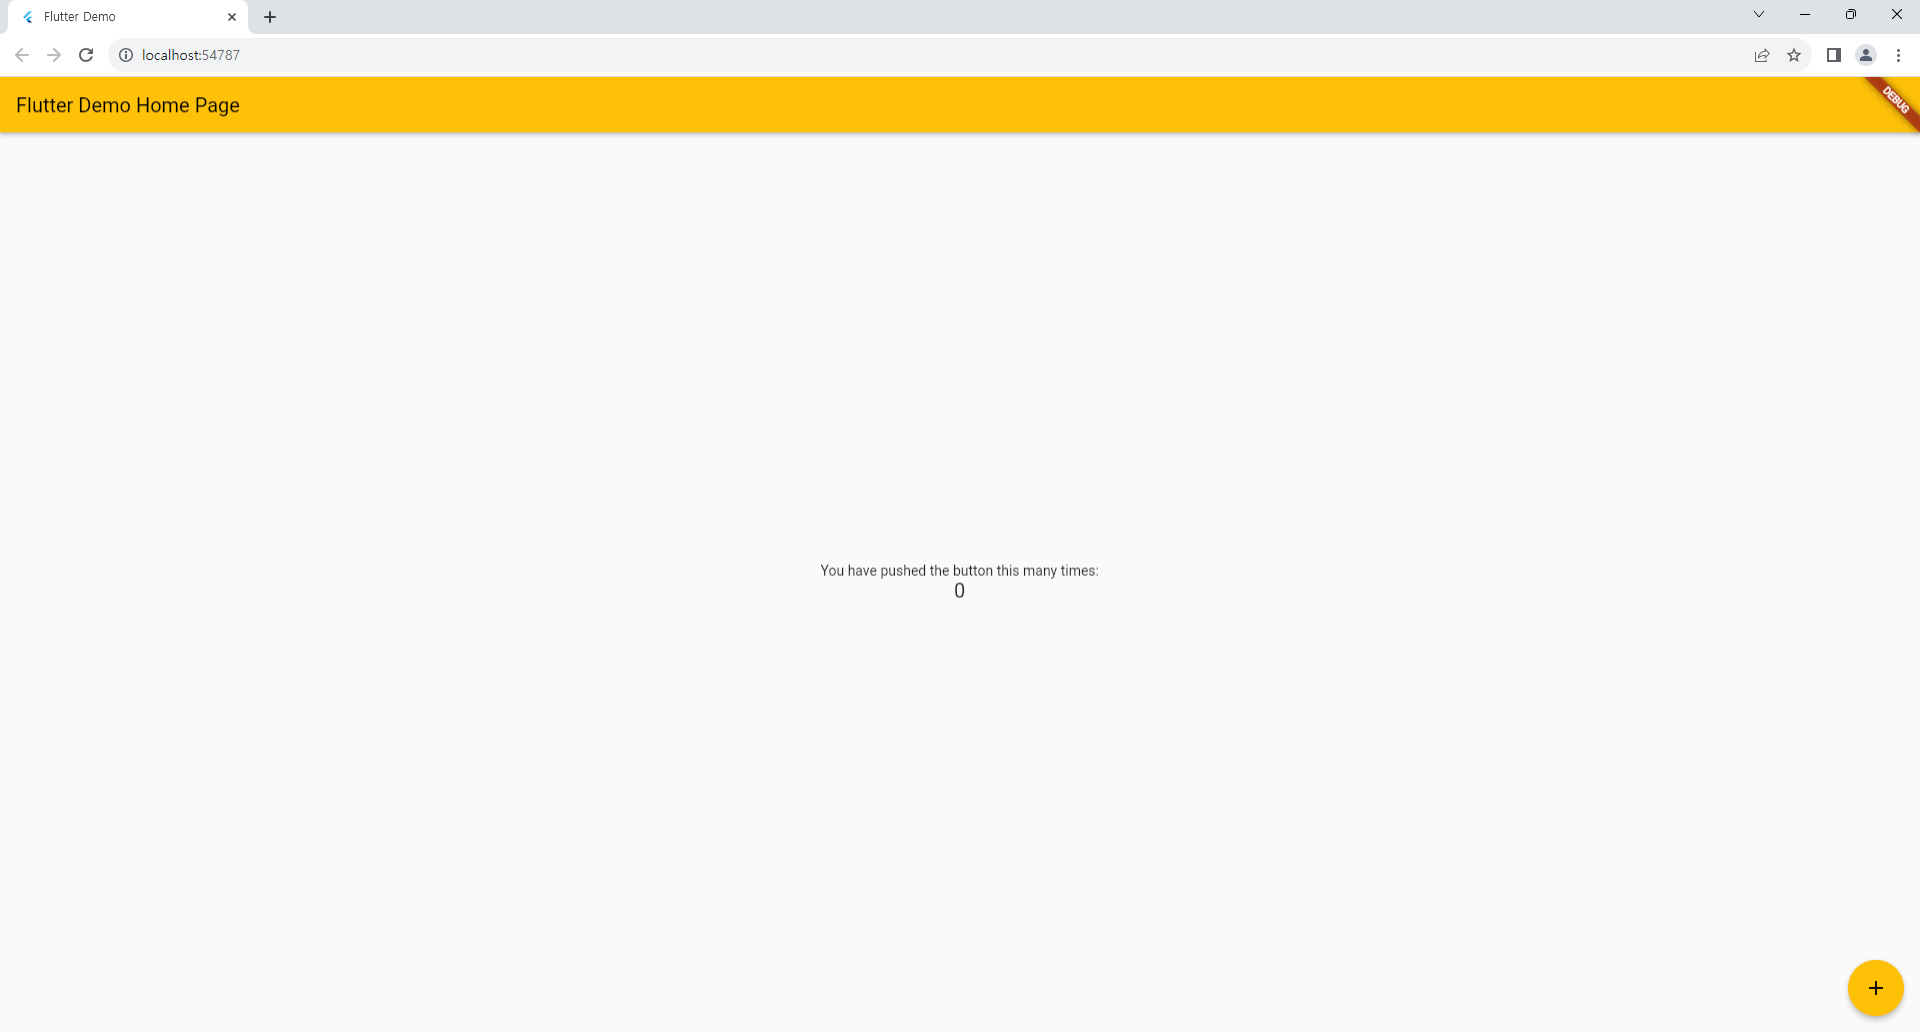 Flutter Demo
localhost:54787
Flutter Demo Home Page
DEBUG
You have pushed the button this many times:
0